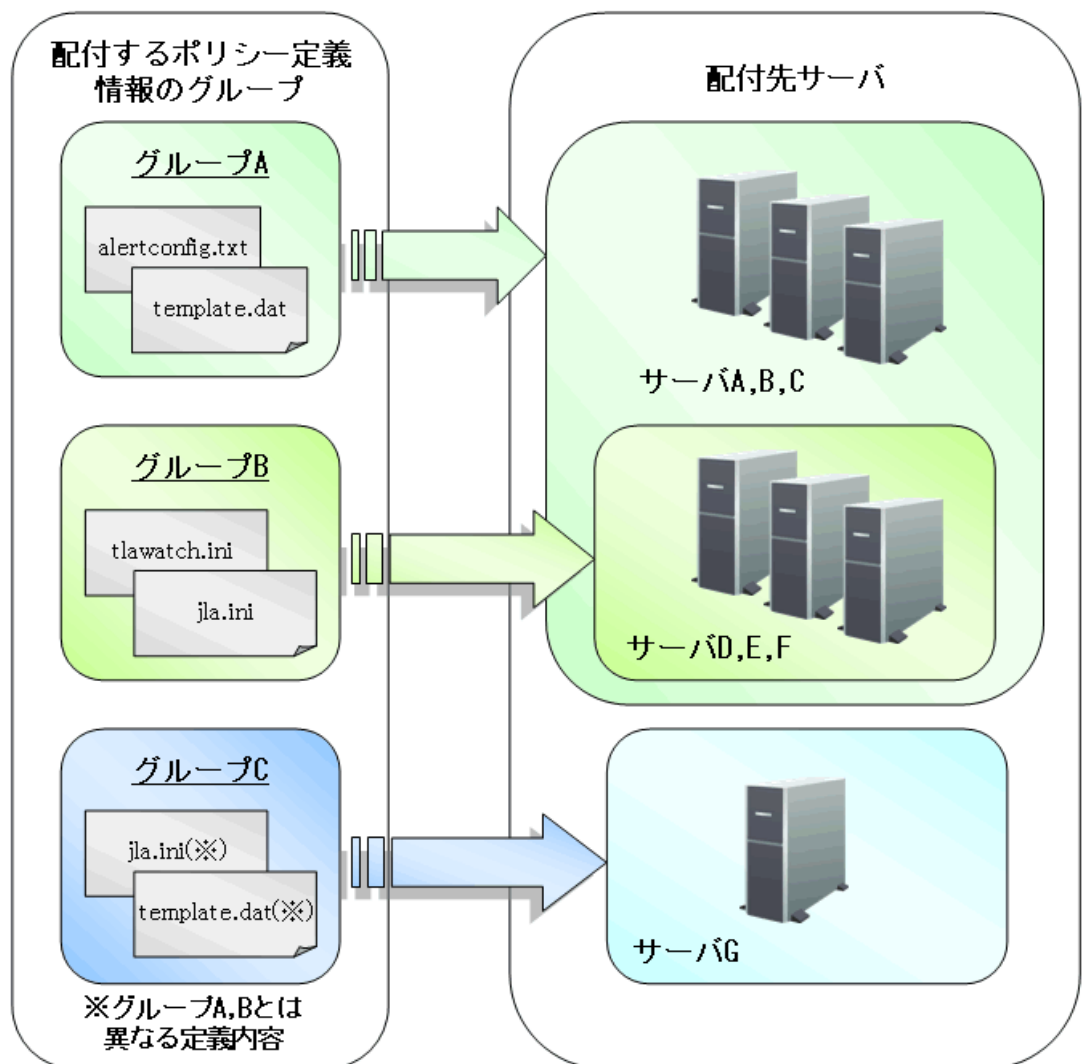 配付するポリシー定義
情報のグループ
グループA
alertconfig.txt
template.dat
グループB
tlawatch.ini
jla.ini
グループC
jla.ini(※)
template.dat(※)
※グループA,Bとは
異なる定義内容
配付先サーバ
サーバA,B,C
サーバD,E,F
サーバG